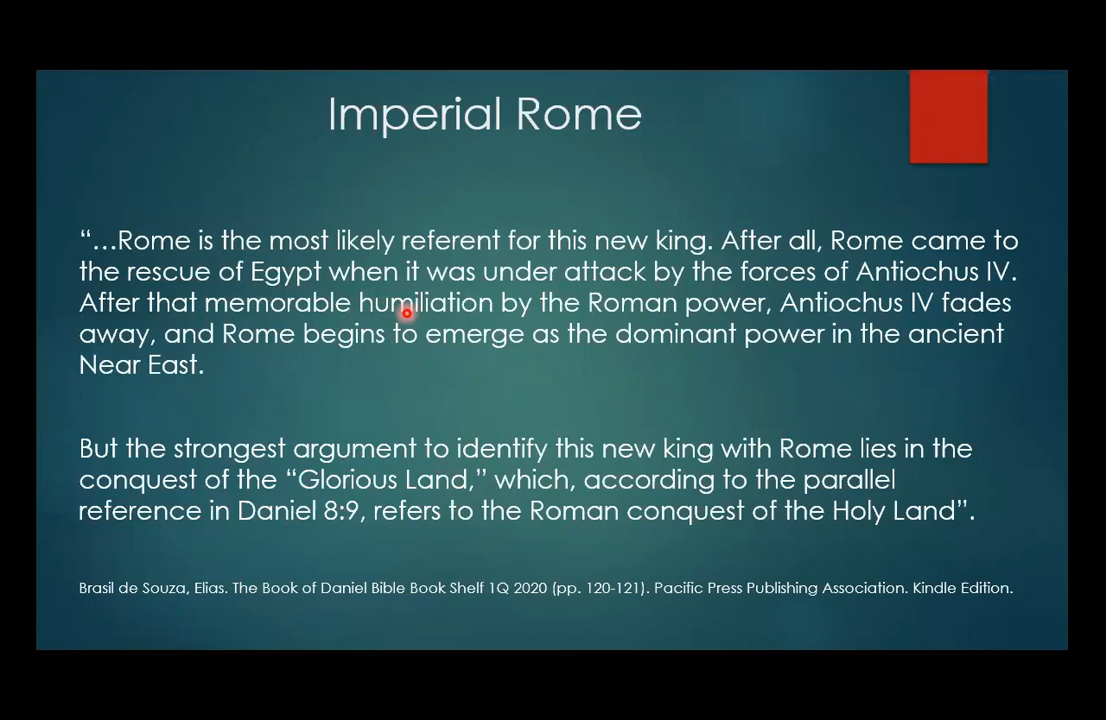 Imperial Rome
“…Rome is the most likely referent for this new king. After all, Rome came to
the rescue of Egypt when it was under attack by the forces of Antiochus IV.
After that memorable humiliation by the Roman power, Antiochus IV fades
away, and Rome begins to emerge as the dominant power in the ancient
Near East.
But the strongest argument to identify this new king with Rome lies in the
conquest of the “Glorious Land,” which, according to the parallel
reference in Daniel 8:9, refers to the Roman conquest of the Holy Land”.
Brasil de Souza, Elias. The Book of Daniel Bible Book Shelf 1Q 2020 (pp. 120-121). Pacific Press Publishing Association. Kindle Edition.